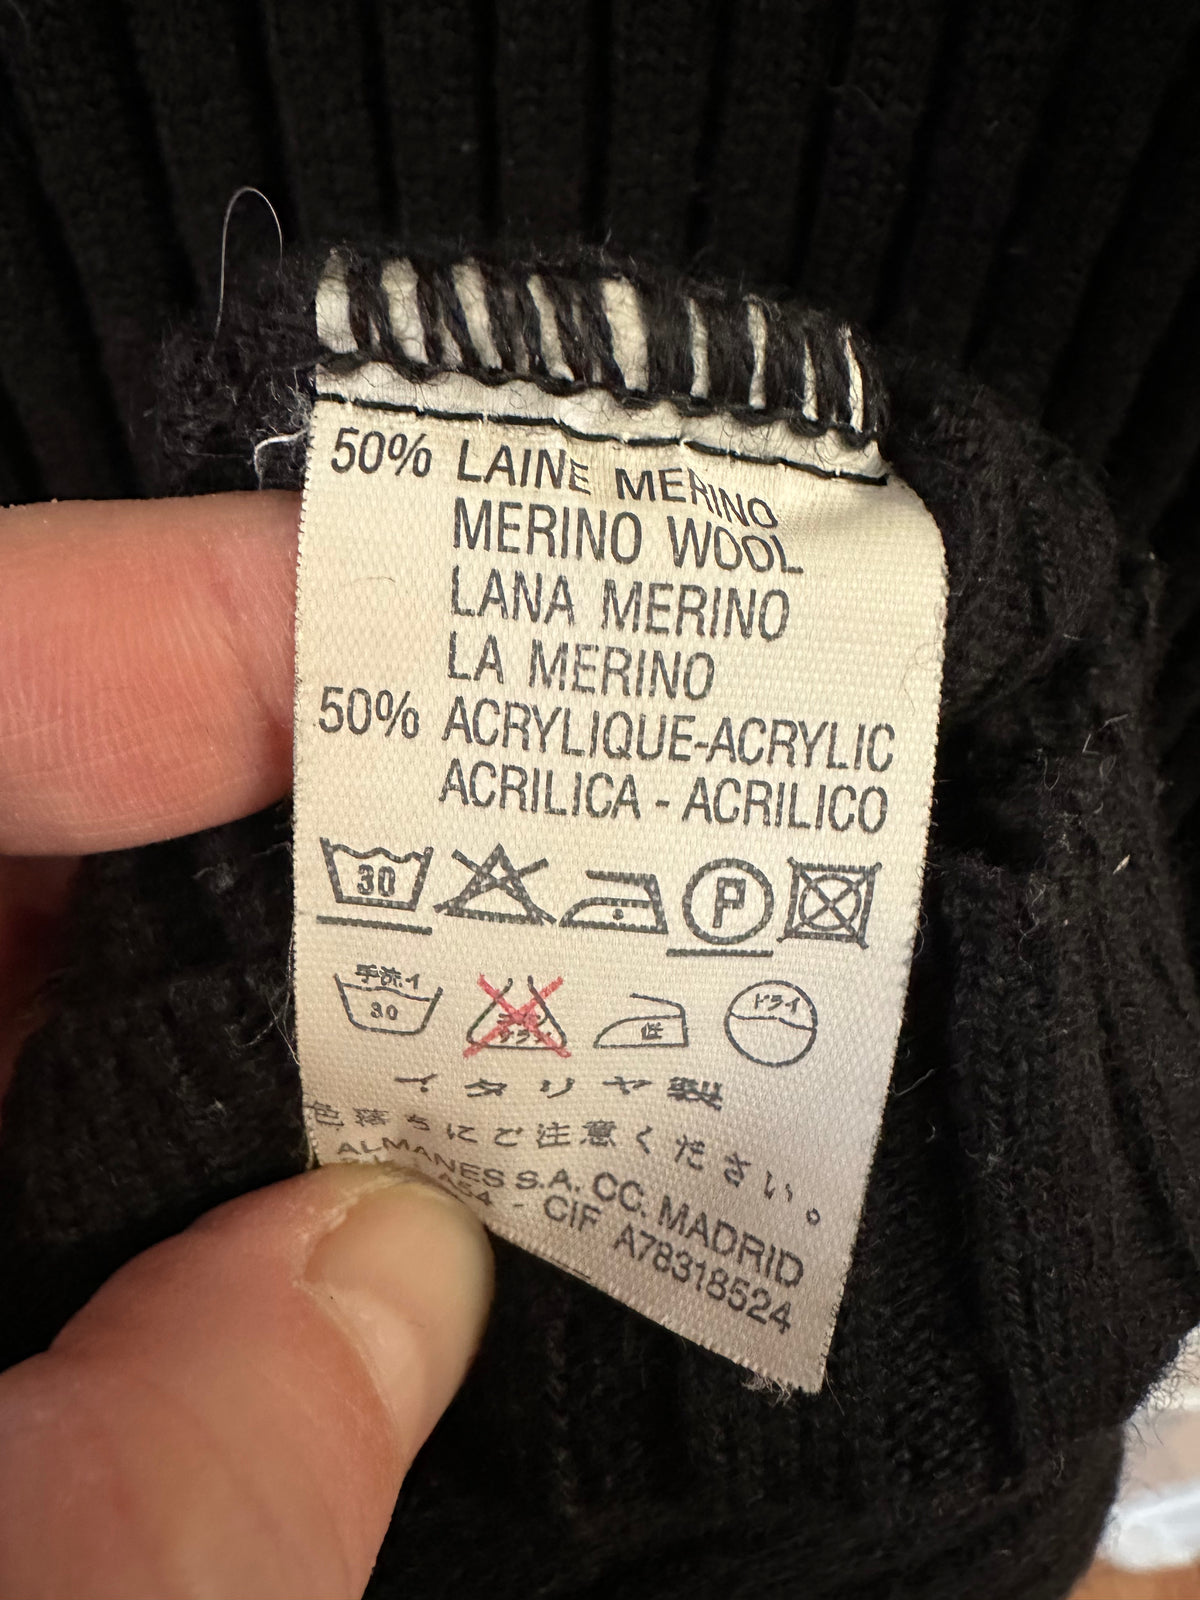 50% LAINE MERINO
MERINO WOOL
LANA MERINO
LA MERINO
50% ACRYLIQUE-ACRYLIC
ACRILICA - ACRILICO
30 P
手洗イ
30 低 ドライ
イタリヤ製
色落ちにご注意ください。
ALMANES S.A. CC. MADRID
- CIF A78318524